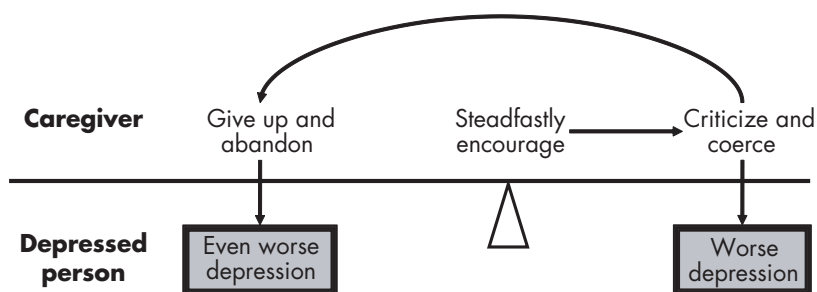 Caregiver
Give up and
abandon
Steadfastly
encourage
Criticize and
coerce
Depressed
person
Even worse
depression
Worse
depression